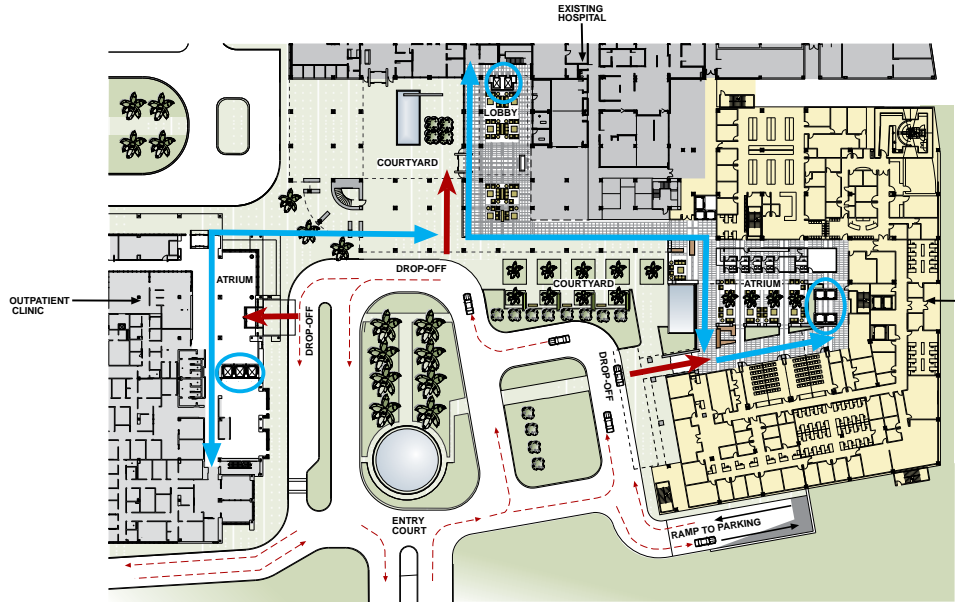 EXISTING
HOSPITAL
LOBBY
COURTYARD
DROP-OFF
ATRIUM
COURTYARD
ATRIUM
OUTPATIENT
CLINIC
DROP-OFF
DROP-OFF
ENTRY
COURT
RAMP TO PARKING